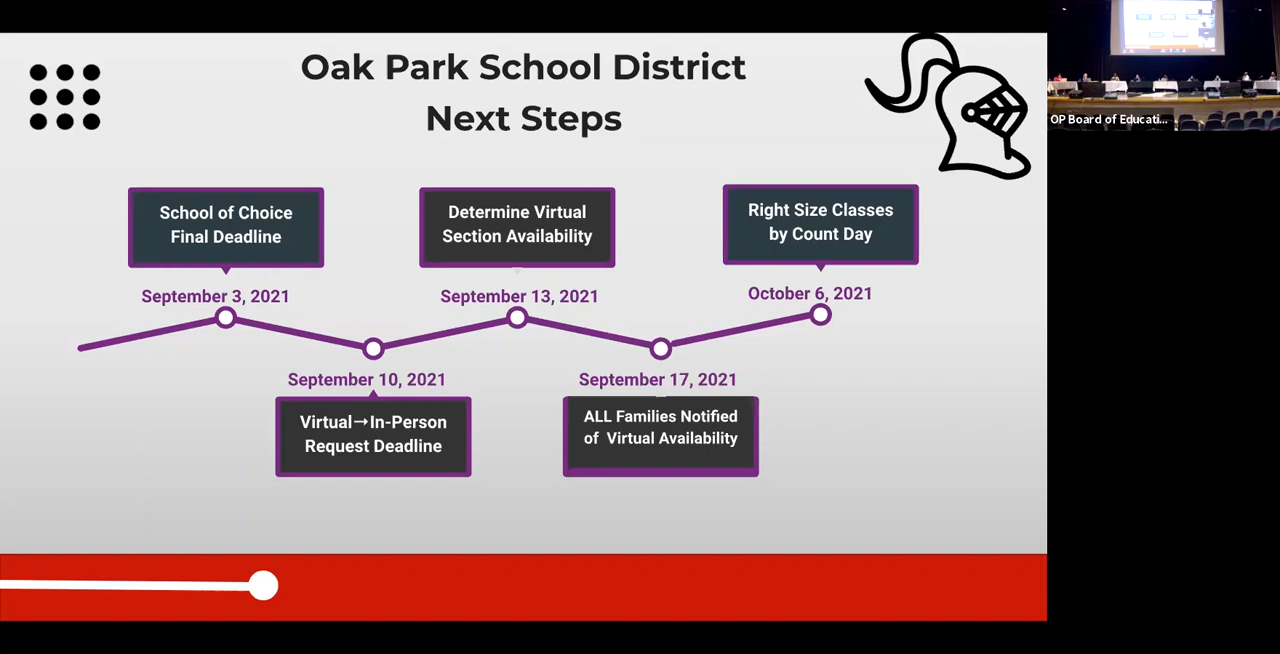 Oak Park School District
Next Steps
OP Board of Educati...
School of Choice
Final Deadline
Determine Virtual
Section Availability
Right Size Classes
by Count Day
September 3, 2021
September 13, 2021
October 6, 2021
September 10, 2021
September 17, 2021
Virtual→In-Person
Request Deadline
ALL Families Notified
of Virtual Availability